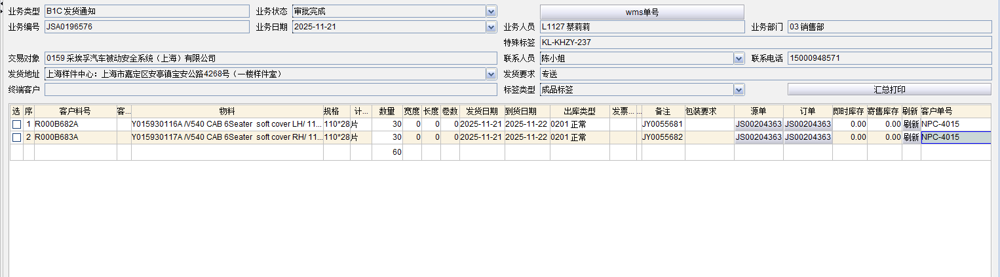 业务类型 B1C 发货通知 业务状态 审批完成 wms单号
业务编号 JSA0196576 业务日期 2025-11-21 业务人员 L1127 蔡莉莉 业务部门 03 销售部
特殊标签 KL-KHZY-237
交易对象 0159 采埃孚汽车被动安全系统（上海）有限公司 联系人员 陈小姐 联系电话 15000948571
发货地址 上海样件中心：上海市嘉定区安亭镇宝安公路4268号（一楼样件室） 发货要求 专送
终端客户 标签类型 成品标签 汇总打印
选 序 客户料号 客... 物料 规格 计... 数量 宽度 长度 卷数 发货日期 到货日期 出库类型 发票... ... 备注 包装要求 源单 订单 即时库存 寄售库存 刷新 客户单号
1 R000B682A Y015930116A /V540 CAB 6Seater soft cover LH/ 11... 110*28 片 30 0 0 0 2025-11-21 2025-11-22 0201 正常 JY0055681 JS00204363 JS00204363 0.00 0.00 刷新 NPC-4015
2 R000B683A Y015930117A /V540 CAB 6Seater soft cover RH/ 11... 110*28 片 30 0 0 0 2025-11-21 2025-11-22 0201 正常 JY0055682 JS00204363 JS00204363 0.00 0.00 刷新 NPC-4015
60